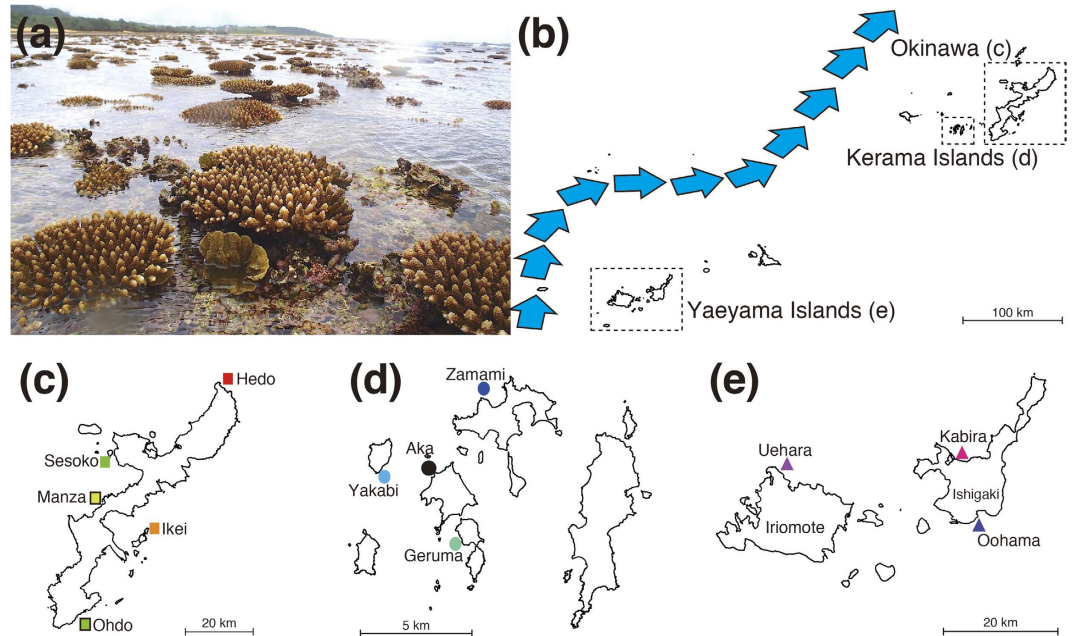 (a)
(b)
Okinawa (c)
Kerama Islands (d)
Yaeyama Islands (e)
100 km
(c)
Hedo
Sesoko
Manza
Ikei
Ohdo
20 km
(d)
Zamami
Aka
Yakabi
Geruma
5 km
(e)
Kabira
Uehara
Ishigaki
Iriomote
Oohama
20 km